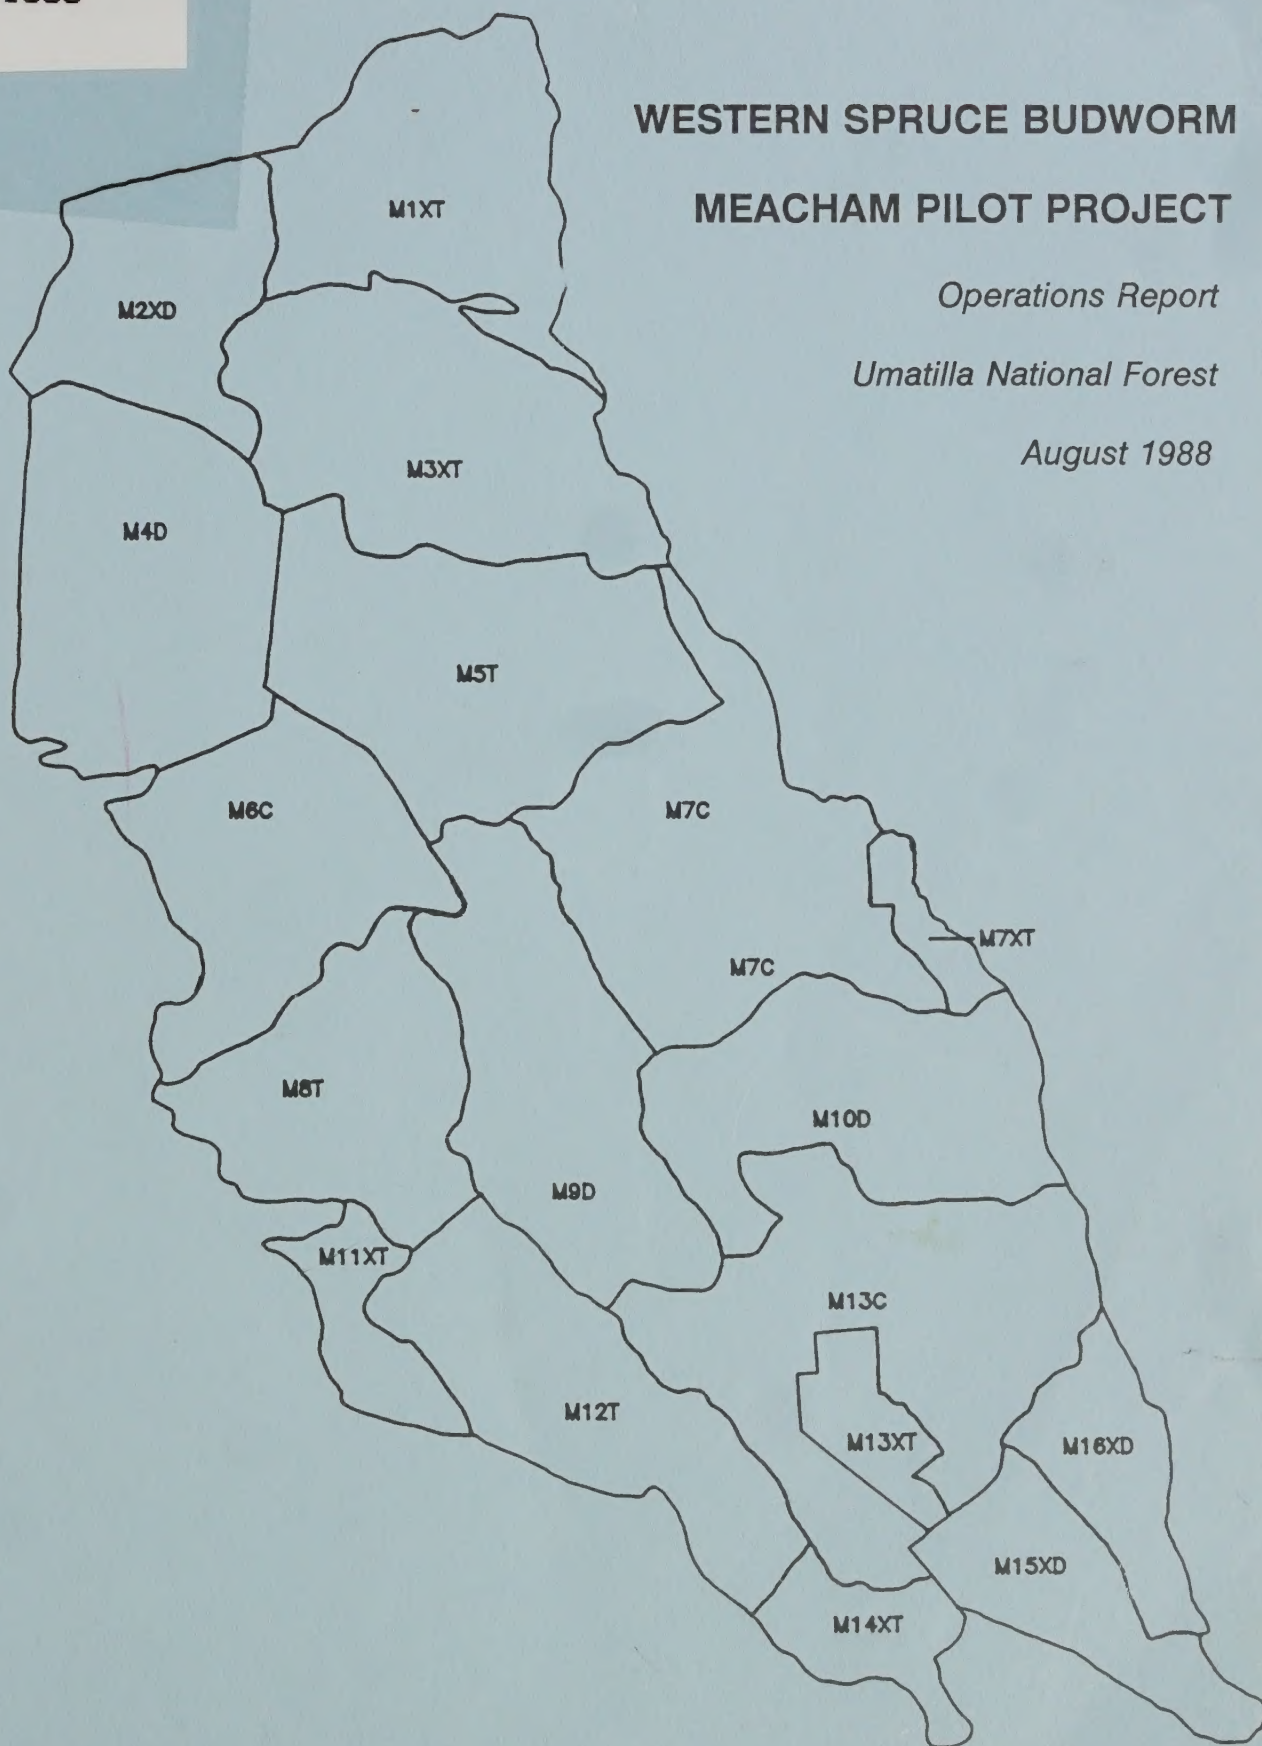 WESTERN SPRUCE BUDWORM
MEACHAM PILOT PROJECT
Operations Report
Umatilla National Forest
August 1988
M1XT
M2XD
M3XT
M4D
M5T
M6C
M7C
M7XT
M7C
M8T
M10D
M9D
M11XT
M13C
M12T
M13XT
M16XD
M15XD
M14XT